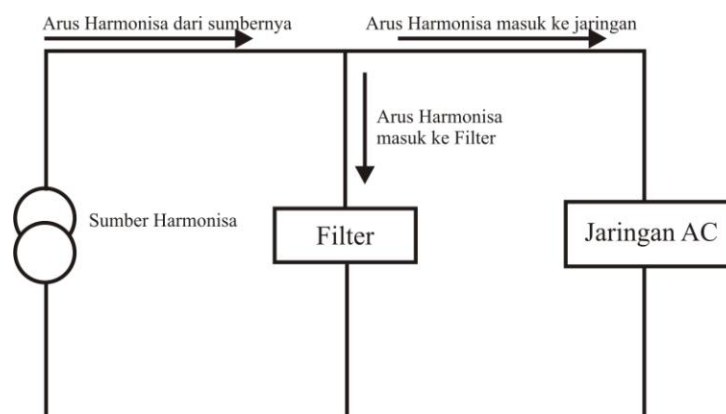 Arus Harmonisa dari sumbernya
Arus Harmonisa masuk ke jaringan
Arus Harmonisa
masuk ke Filter
Sumber Harmonisa
Filter
Jaringan AC